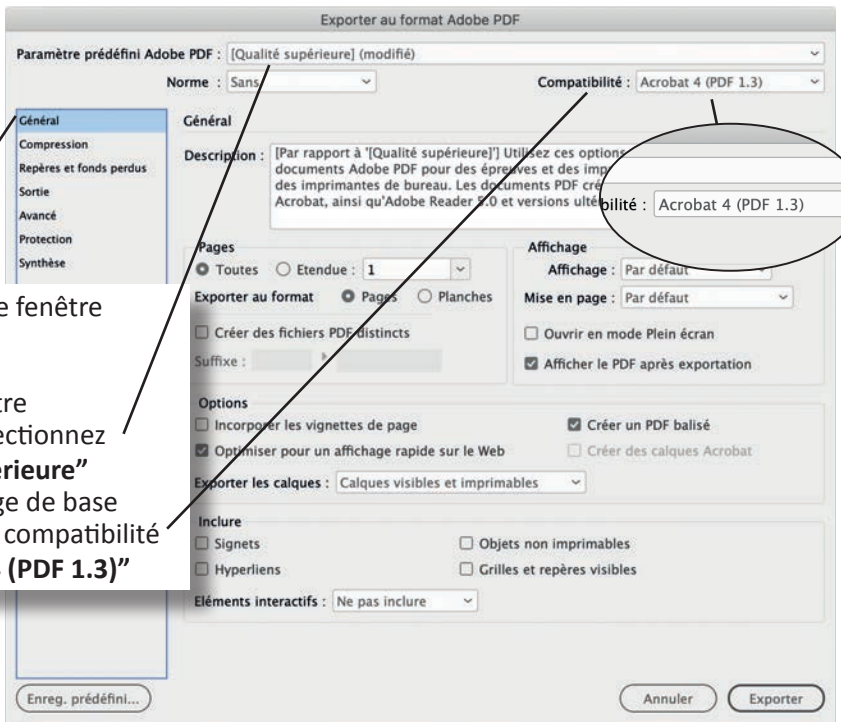 Exporter au format Adobe PDF
Paramètre prédéfini Adobe PDF : [Qualité supérieure] (modifié)
Norme : Sans
Compatibilité : Acrobat 4 (PDF 1.3)
Général
Compression
Repères et fonds perdus
Sortie
Avancé
Protection
Synthèse
Général
Description : [Par rapport à '[Qualité supérieure]'] Utilisez ces options
documents Adobe PDF pour des épreuves et des imp
des imprimantes de bureau. Les documents PDF cré
Acrobat, ainsi qu'Adobe Reader 5.0 et versions ulté
bilité : Acrobat 4 (PDF 1.3)
Pages
Toutes Etendue : 1
Exporter au format Pages Planches
Créer des fichiers PDF distincts
Suffixe :
Affichage
Affichage : Par défaut
Mise en page : Par défaut
Ouvrir en mode Plein écran
Afficher le PDF après exportation
e fenêtre
tre
ectionnez
érieure”
ge de base
compatibilité
(PDF 1.3)”
Options
Incorporer les vignettes de page
Créer un PDF balisé
Optimiser pour un affichage rapide sur le Web
Créer des calques Acrobat
Exporter les calques : Calques visibles et imprimables
Inclure
Signets
Objets non imprimables
Hyperliens
Grilles et repères visibles
Eléments interactifs : Ne pas inclure
Enreg. prédéfini...
Annuler
Exporter